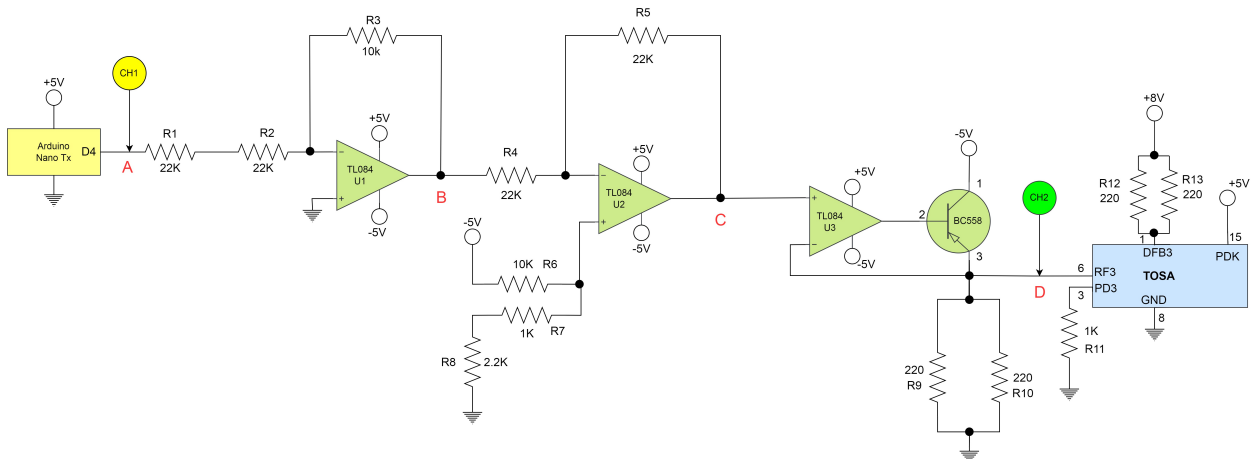 +5V
Arduino
Nano Tx
D4
CH1
A
R1
22K
R2
22K
R3
10k
+5V
−
+
TL084
U1
-5V
B
R4
22K
R5
22K
+5V
−
+
TL084
U2
-5V
C
-5V
10K
R6
1K
R7
R8
2.2K
+5V
+
−
TL084
U3
-5V
-5V
1
2
BC558
3
CH2
D
220
R9
220
R10
6
RF3
3
PD3
1K
R11
+8V
R12
220
R13
220
+5V
1
DFB3
15
PDK
TOSA
GND
8